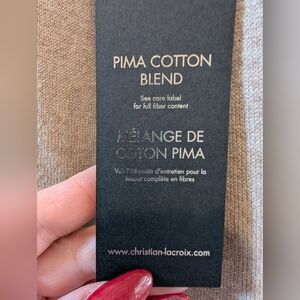 PIMA COTTON
BLEND
See care label
for full fiber content
MÉLANGE DE
COTON PIMA
Voir l'étiquette d'entretien pour la
teneur complète en fibres
www.christian-lacroix.com